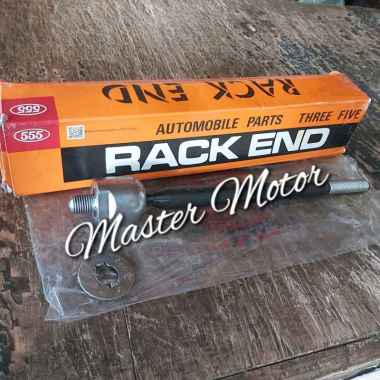 RACK END
555
555
AUTOMOBILE PARTS THREE FIVE
RACK END
Master Motor